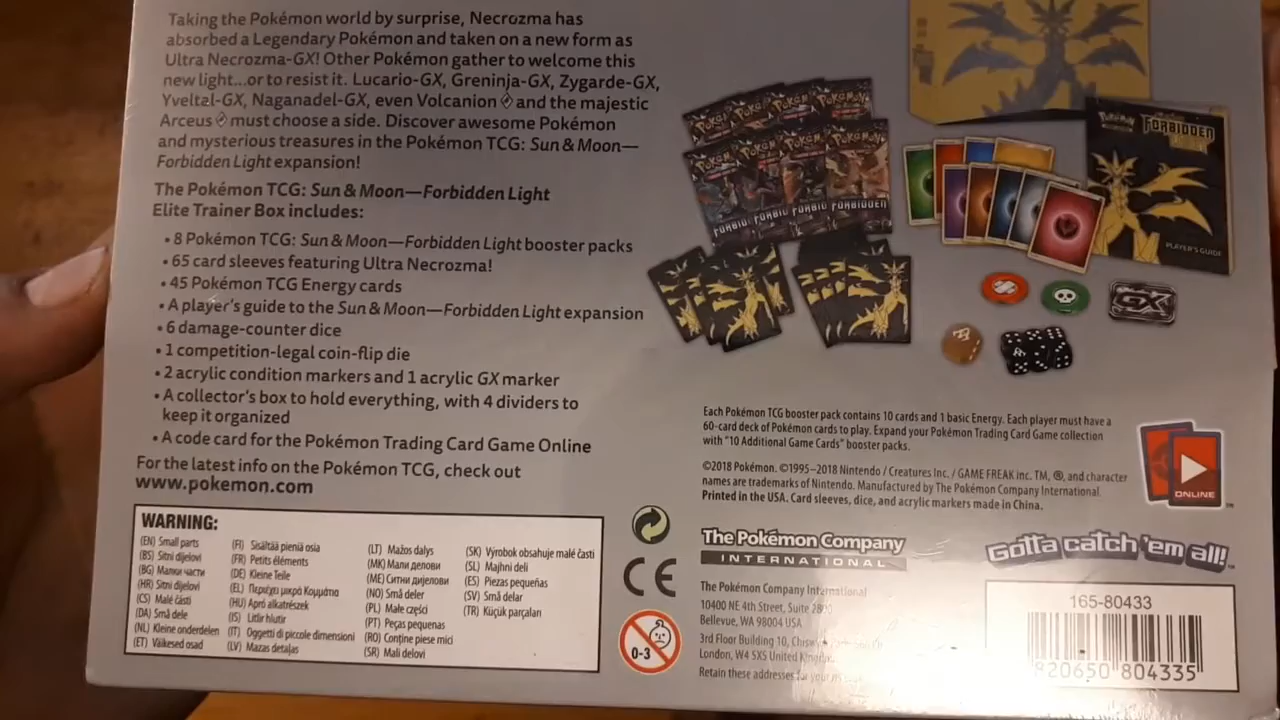 Taking the Pokémon world by surprise, Necrozma has
absorbed a Legendary Pokémon and taken on a new form as
Ultra Necrozma-GX! Other Pokémon gather to welcome this
new light...or to resist it. Lucario-GX, Greninja-GX, Zygarde-GX,
Yveltal-GX, Naganadel-GX, even Volcanion ◇ and the majestic
Arceus ◇ must choose a side. Discover awesome Pokémon
and mysterious treasures in the Pokémon TCG: Sun & Moon—
Forbidden Light expansion!
The Pokémon TCG: Sun & Moon—Forbidden Light
Elite Trainer Box includes:
• 8 Pokémon TCG: Sun & Moon—Forbidden Light booster packs
• 65 card sleeves featuring Ultra Necrozma!
• 45 Pokémon TCG Energy cards
• A player's guide to the Sun & Moon—Forbidden Light expansion
• 6 damage-counter dice
• 1 competition-legal coin-flip die
• 2 acrylic condition markers and 1 acrylic GX marker
• A collector's box to hold everything, with 4 dividers to
keep it organized
• A code card for the Pokémon Trading Card Game Online
For the latest info on the Pokémon TCG, check out
www.pokemon.com
WARNING:
(EN) Small parts
(BS) Sitni dijelovi
(BG) Малки части
(HR) Sitni dijelovi
(CS) Malé části
(DA) Små dele
(NL) Kleine onderdelen
(ET) Väikesed osad
(FI) Sisältää pieniä osia
(FR) Petits éléments
(DE) Kleine Teile
(EL) Περιέχει μικρά Κομμάτια
(HU) Apró alkatrészek
(IS) Litlir hlutir
(IT) Oggetti di piccole dimensioni
(LV) Mazas detaļas
(LT) Mažos dalys
(MK) Мали делови
(ME) Ситни дијелови
(NO) Små deler
(PL) Małe części
(PT) Peças pequenas
(RO) Conține piese mici
(SR) Mali delovi
(SK) Výrobok obsahuje malé časti
(SL) Majhni deli
(ES) Piezas pequeñas
(SV) Små delar
(TR) Küçük parçaları
Pokémon
Pokémon
FORBIDDEN
FORBIDDEN
PLAYER'S GUIDE
GX
Each Pokémon TCG booster pack contains 10 cards and 1 basic Energy. Each player must have a
60-card deck of Pokémon cards to play. Expand your Pokémon Trading Card Game collection
with "10 Additional Game Cards" booster packs.
©2018 Pokémon. ©1995–2018 Nintendo / Creatures Inc. / GAME FREAK inc. TM, ®, and character
names are trademarks of Nintendo. Manufactured by The Pokémon Company International.
Printed in the USA. Card sleeves, dice, and acrylic markers made in China.
ONLINE
CE
0-3
The Pokémon Company
INTERNATIONAL
The Pokémon Company International
10400 NE 4th Street, Suite 2800
Bellevue, WA 98004 USA
3rd Floor Building 10,
London, W4 5XS United Kingdom
Retain these addresses for your
Gotta catch 'em all!
165-80433
820650 804335